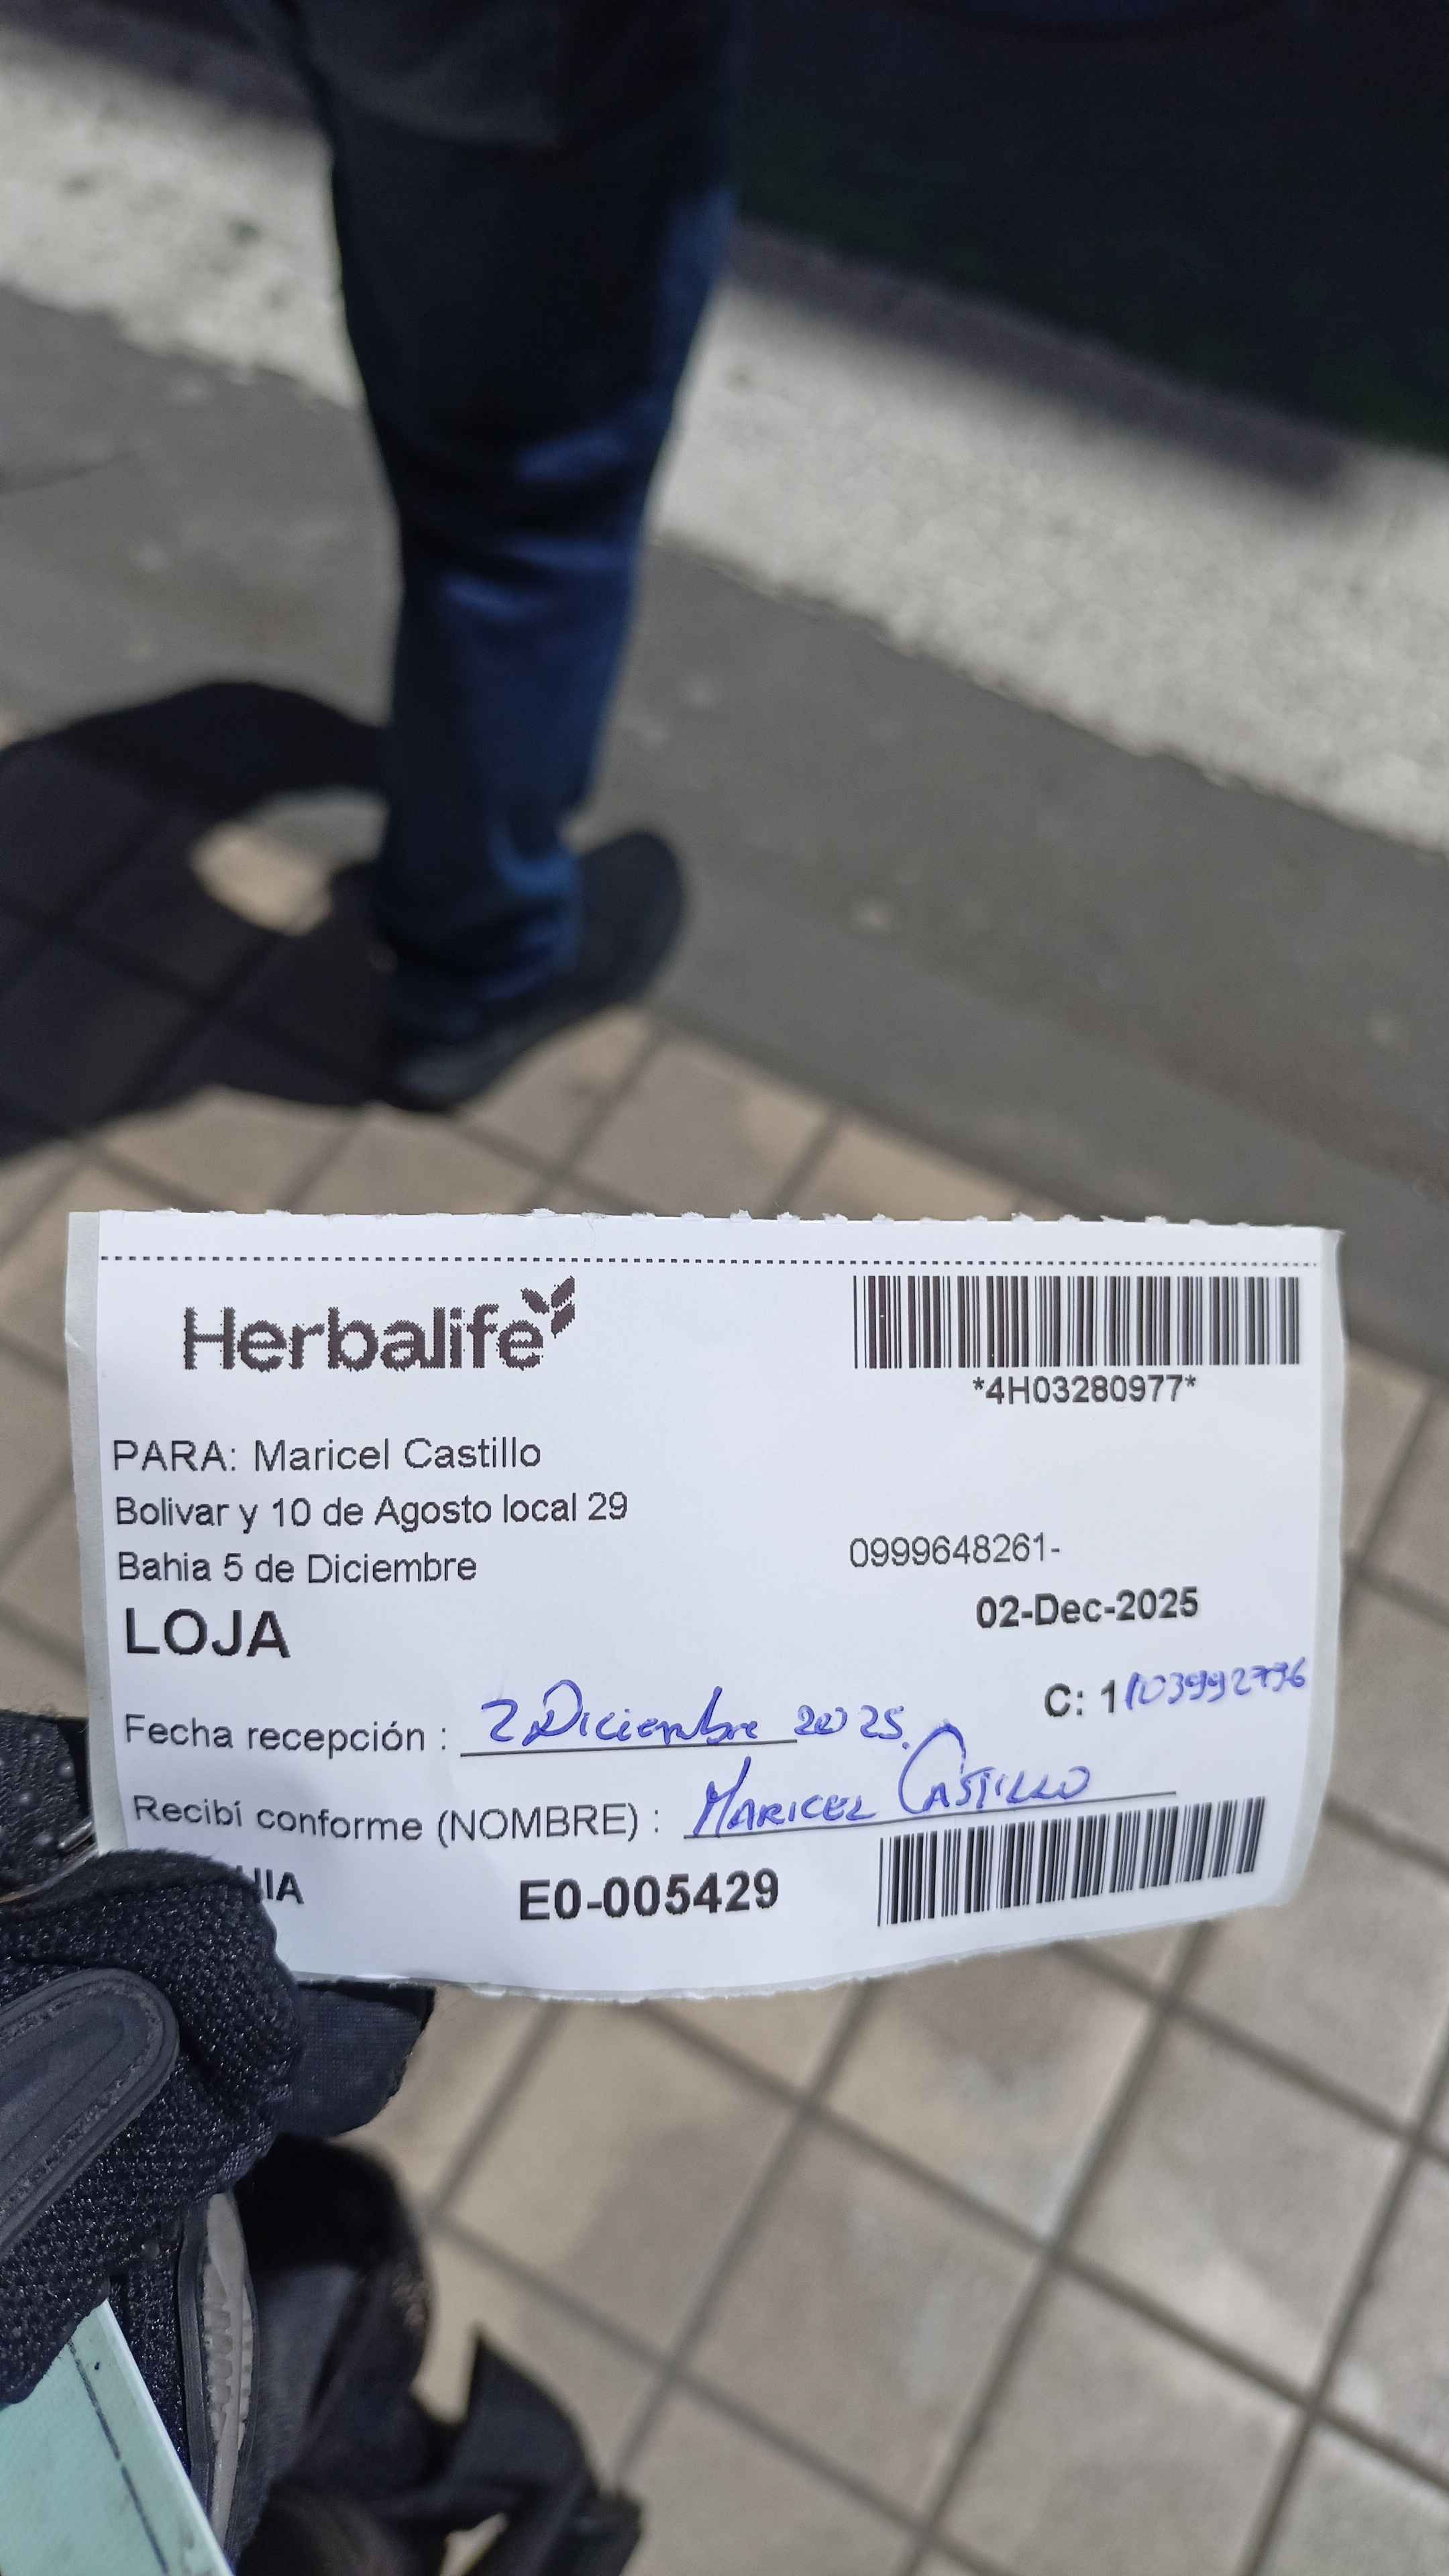 Herbalife
*4H03280977*
PARA: Maricel Castillo
Bolivar y 10 de Agosto local 29
Bahia 5 de Diciembre
0999648261-
LOJA
02-Dec-2025
C: 1 1103992796
Fecha recepción : 2 Diciembre 2025.
Recibí conforme (NOMBRE) : MARICEL CASTILLO
E0-005429